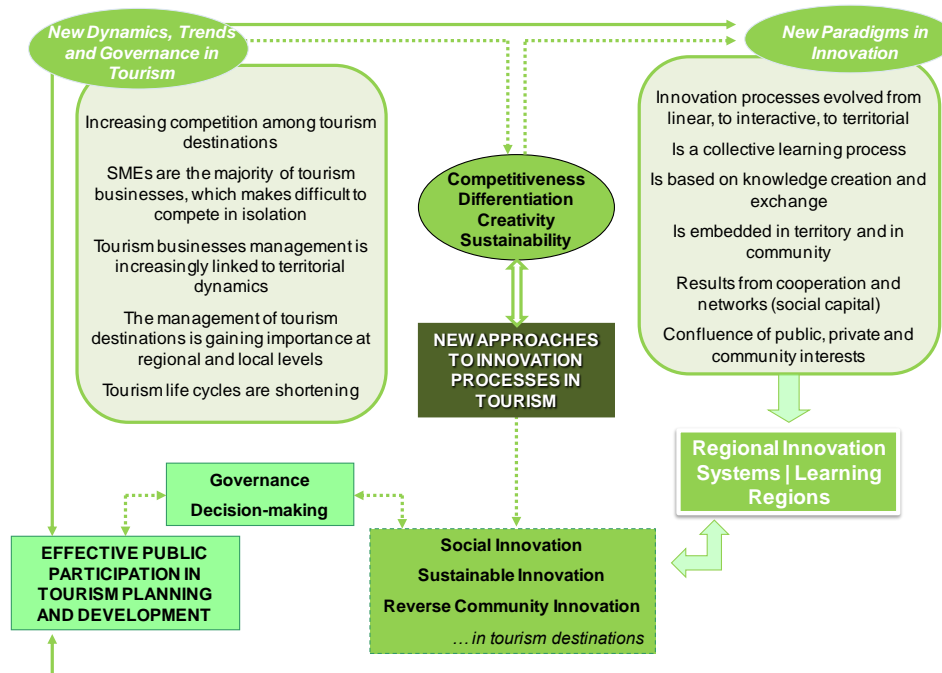 New Dynamics, Trends
and Governance in
Tourism
Increasing competition among tourism
destinations
SMEs are the majority of tourism
businesses, which makes difficult to
compete in isolation
Tourism businesses management is
increasingly linked to territorial
dynamics
The management of tourism
destinations is gaining importance at
regional and local levels
Tourism life cycles are shortening
Competitiveness
Differentiation
Creativity
Sustainability
NEW APPROACHES
TO INNOVATION
PROCESSES IN
TOURISM
New Paradigms in
Innovation
Innovation processes evolved from
linear, to interactive, to territorial
Is a collective learning process
Is based on knowledge creation and
exchange
Is embedded in territory and in
community
Results from cooperation and
networks (social capital)
Confluence of public, private and
community interests
Regional Innovation
Systems | Learning
Regions
Governance
Decision-making
EFFECTIVE PUBLIC
PARTICIPATION IN
TOURISM PLANNING
AND DEVELOPMENT
Social Innovation
Sustainable Innovation
Reverse Community Innovation
... in tourism destinations